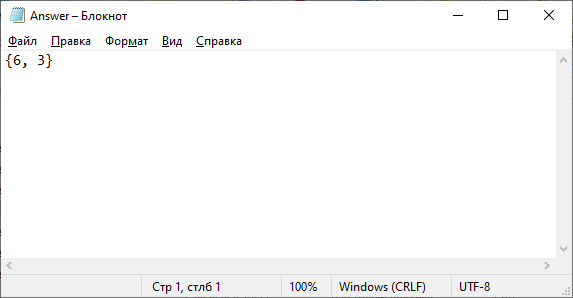 Answer – Блокнот
Файл Правка Формат Вид Справка
{6, 3}
Стр 1, стлб 1 100% Windows (CRLF) UTF-8